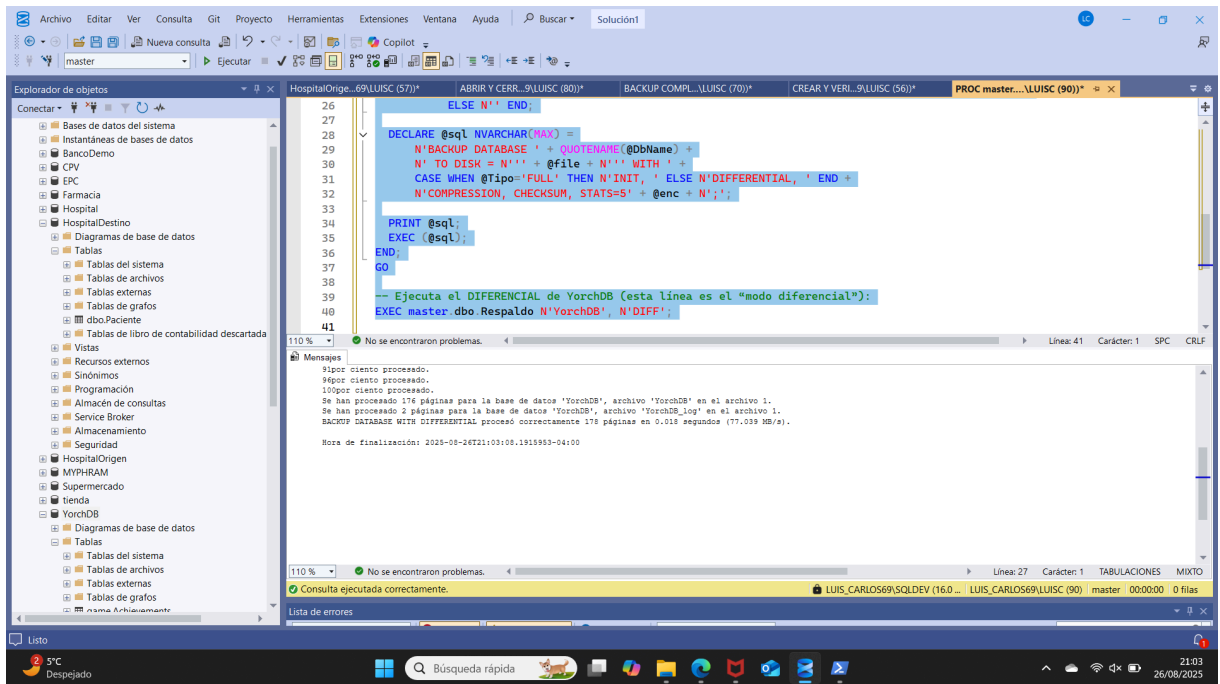 Archivo Editar Ver Consulta Git Proyecto Herramientas Extensiones Ventana Ayuda Buscar Solución1 LC
Nueva consulta Copilot
master Ejecutar
Explorador de objetos
Conectar
Bases de datos del sistema
Instantáneas de bases de datos
BancoDemo
CPV
EPC
Farmacia
Hospital
HospitalDestino
Diagramas de base de datos
Tablas
Tablas del sistema
Tablas de archivos
Tablas externas
Tablas de grafos
dbo.Paciente
Tablas de libro de contabilidad descartada
Vistas
Recursos externos
Sinónimos
Programación
Almacén de consultas
Service Broker
Almacenamiento
Seguridad
HospitalOrigen
MYPHRAM
Supermercado
tienda
YorchDB
Diagramas de base de datos
Tablas
Tablas del sistema
Tablas de archivos
Tablas externas
Tablas de grafos
game.Achievements
HospitalOrige...69\LUISC (57))* ABRIR Y CERR...9\LUISC (80))* BACKUP COMPL...\LUISC (70))* CREAR Y VERI...9\LUISC (56))* PROC master....\LUISC (90))*
26 ELSE N'' END;
27
28 DECLARE @sql NVARCHAR(MAX) =
29 N'BACKUP DATABASE ' + QUOTENAME(@DbName) +
30 N' TO DISK = N''' + @file + N''' WITH ' +
31 CASE WHEN @Tipo='FULL' THEN N'INIT, ' ELSE N'DIFFERENTIAL, ' END +
32 N'COMPRESSION, CHECKSUM, STATS=5' + @enc + N';';
33
34 PRINT @sql;
35 EXEC (@sql);
36 END;
37 GO
38
39 -- Ejecuta el DIFERENCIAL de YorchDB (esta línea es el “modo diferencial”):
40 EXEC master.dbo.Respaldo N'YorchDB', N'DIFF';
41
110 % No se encontraron problemas. Línea: 41 Carácter: 1 SPC CRLF
Mensajes
91por ciento procesado.
96por ciento procesado.
100por ciento procesado.
Se han procesado 176 páginas para la base de datos 'YorchDB', archivo 'YorchDB' en el archivo 1.
Se han procesado 2 páginas para la base de datos 'YorchDB', archivo 'YorchDB_log' en el archivo 1.
BACKUP DATABASE WITH DIFFERENTIAL procesó correctamente 178 páginas en 0.018 segundos (77.039 MB/s).
Hora de finalización: 2025-08-26T21:03:08.1915953-04:00
110 % No se encontraron problemas. Línea: 27 Carácter: 1 TABULACIONES MIXTO
Consulta ejecutada correctamente. LUIS_CARLOS69\SQLDEV (16.0 ... LUIS_CARLOS69\LUISC (90) master 00:00:00 0 filas
Lista de errores
Listo 1
2 5°C
Despejado
Búsqueda rápida
21:03
26/08/2025